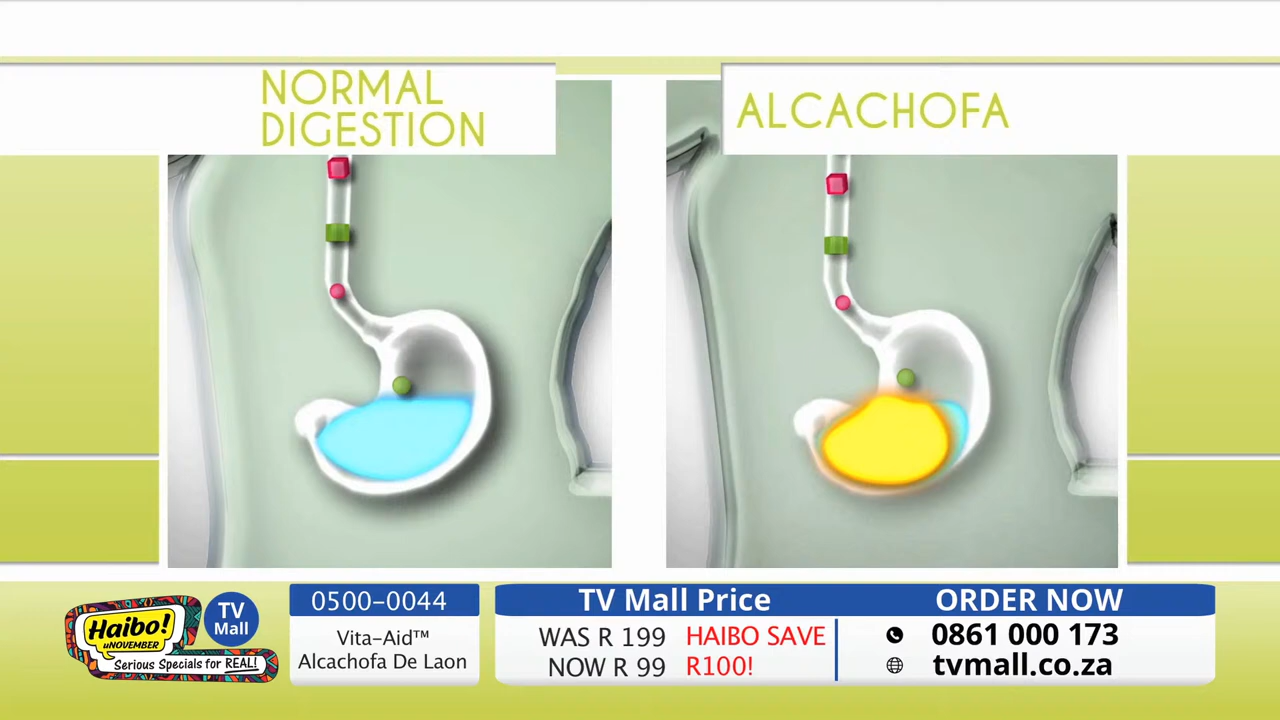 NORMAL
DIGESTION
ALCACHOFA
Haibo!
uNOVEMBER
Serious Specials for REAL!
TV
Mall
0500-0044
Vita-Aid™
Alcachofa De Laon
TV Mall Price
WAS R 199
NOW R 99
HAIBO SAVE
R100!
ORDER NOW
0861 000 173
tvmall.co.za